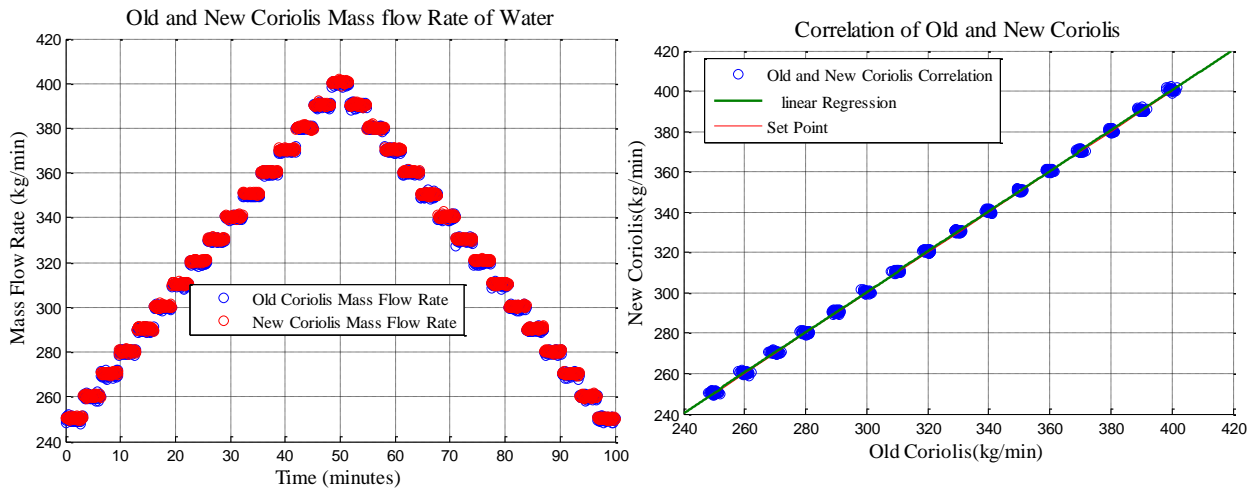 Old and New Coriolis Mass flow Rate of Water
Mass Flow Rate (kg/min)
420
400
380
360
340
320
300
280
260
240
Old Coriolis Mass Flow Rate
New Coriolis Mass Flow Rate
0 10 20 30 40 50 60 70 80 90 100
Time (minutes)
Correlation of Old and New Coriolis
New Coriolis(kg/min)
420
400
380
360
340
320
300
280
260
240
Old and New Coriolis Correlation
linear Regression
Set Point
240 260 280 300 320 340 360 380 400 420
Old Coriolis(kg/min)